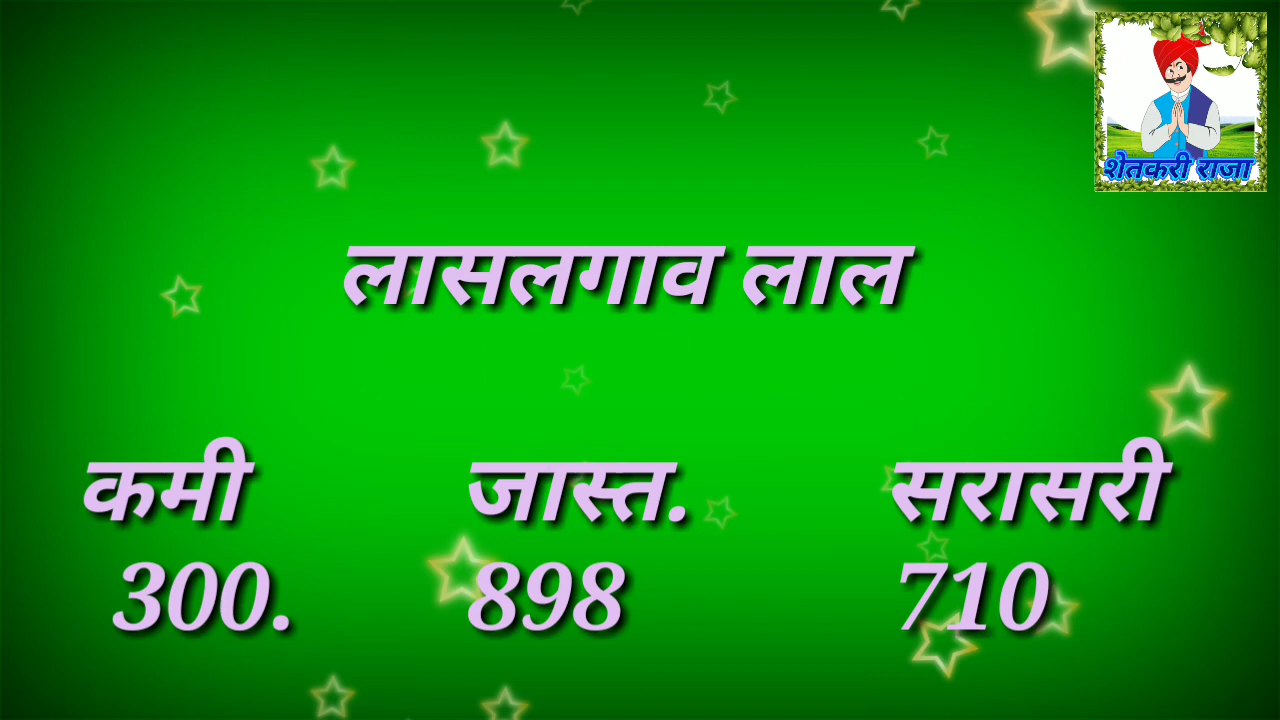 शेतकरी राजा
लासलगाव लाल
कमी जास्त. सरासरी
300. 898 710